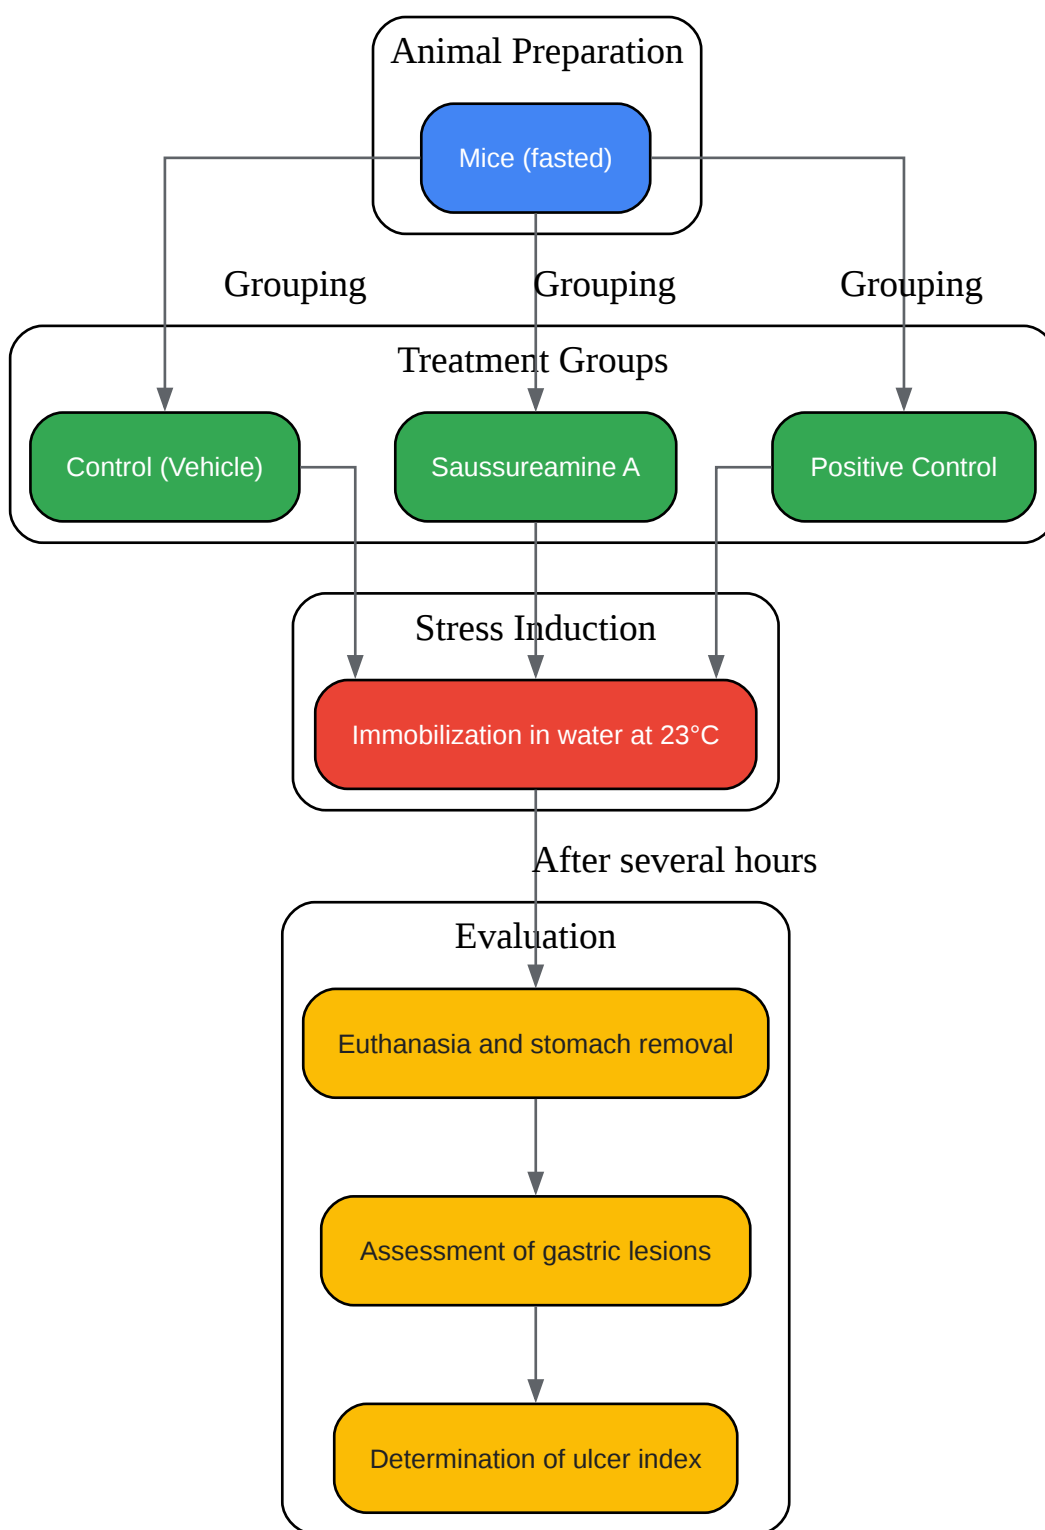 Animal Preparation
Mice (fasted)
Grouping
Grouping
Grouping
Treatment Groups
Control (Vehicle)
Saussureamine A
Positive Control
Stress Induction
Immobilization in water at 23°C
After several hours
Evaluation
Euthanasia and stomach removal
Assessment of gastric lesions
Determination of ulcer index